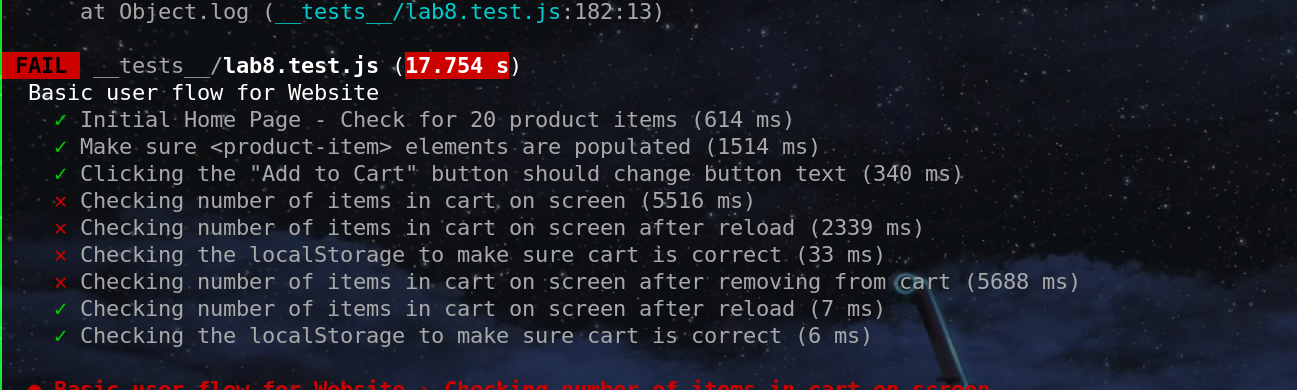 at Object.log (__tests__/lab8.test.js:182:13)
FAIL __tests__/lab8.test.js (17.754 s)
Basic user flow for Website
✓ Initial Home Page - Check for 20 product items (614 ms)
✓ Make sure <product-item> elements are populated (1514 ms)
✓ Clicking the "Add to Cart" button should change button text (340 ms)
✕ Checking number of items in cart on screen (5516 ms)
✕ Checking number of items in cart on screen after reload (2339 ms)
✕ Checking the localStorage to make sure cart is correct (33 ms)
✕ Checking number of items in cart on screen after removing from cart (5688 ms)
✓ Checking number of items in cart on screen after reload (7 ms)
✓ Checking the localStorage to make sure cart is correct (6 ms)
● Basic user flow for Website › Checking number of items in cart on screen